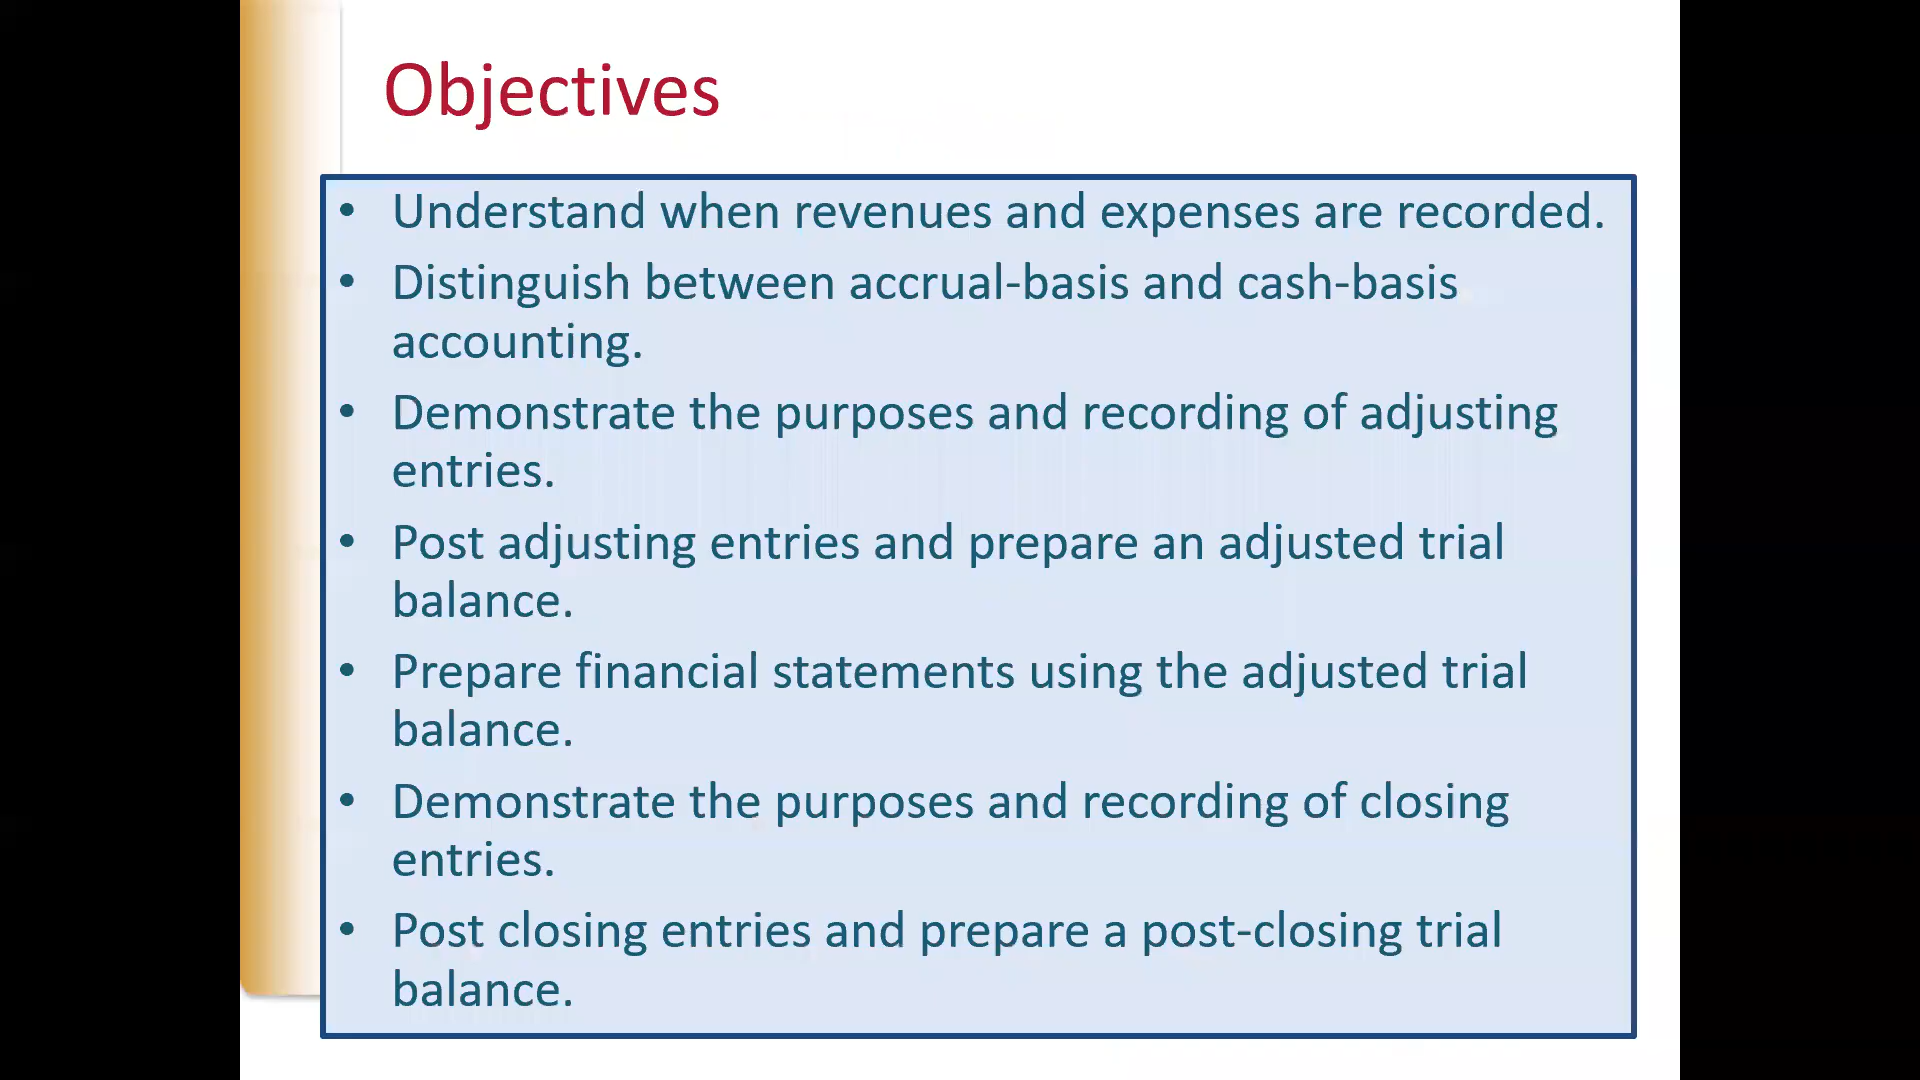 Objectives
• Understand when revenues and expenses are recorded.
• Distinguish between accrual-basis and cash-basis
accounting.
• Demonstrate the purposes and recording of adjusting
entries.
• Post adjusting entries and prepare an adjusted trial
balance.
• Prepare financial statements using the adjusted trial
balance.
• Demonstrate the purposes and recording of closing
entries.
• Post closing entries and prepare a post-closing trial
balance.